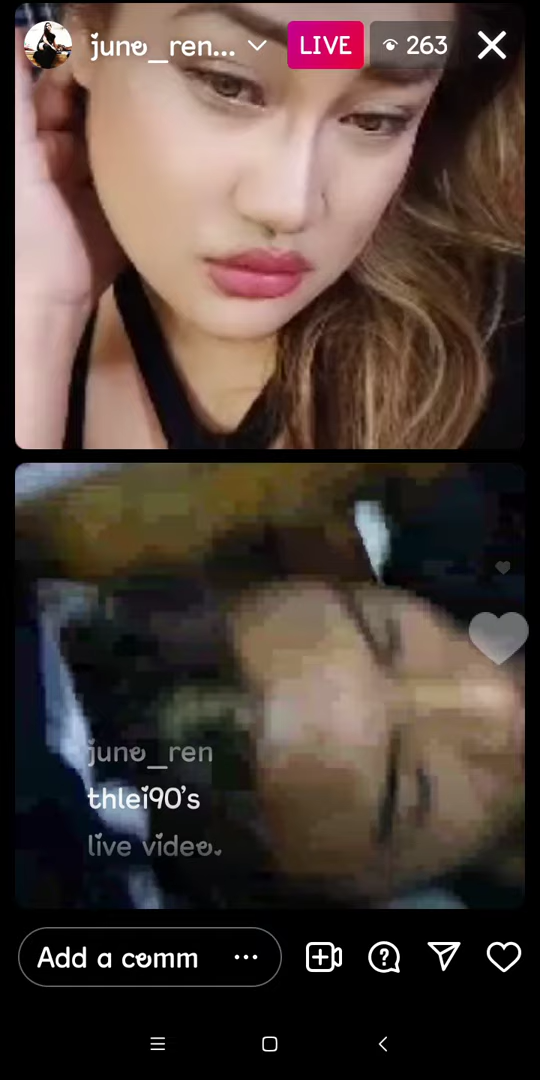 june_ren...
LIVE
263
june_ren
thlei90's
live video.
Add a comm